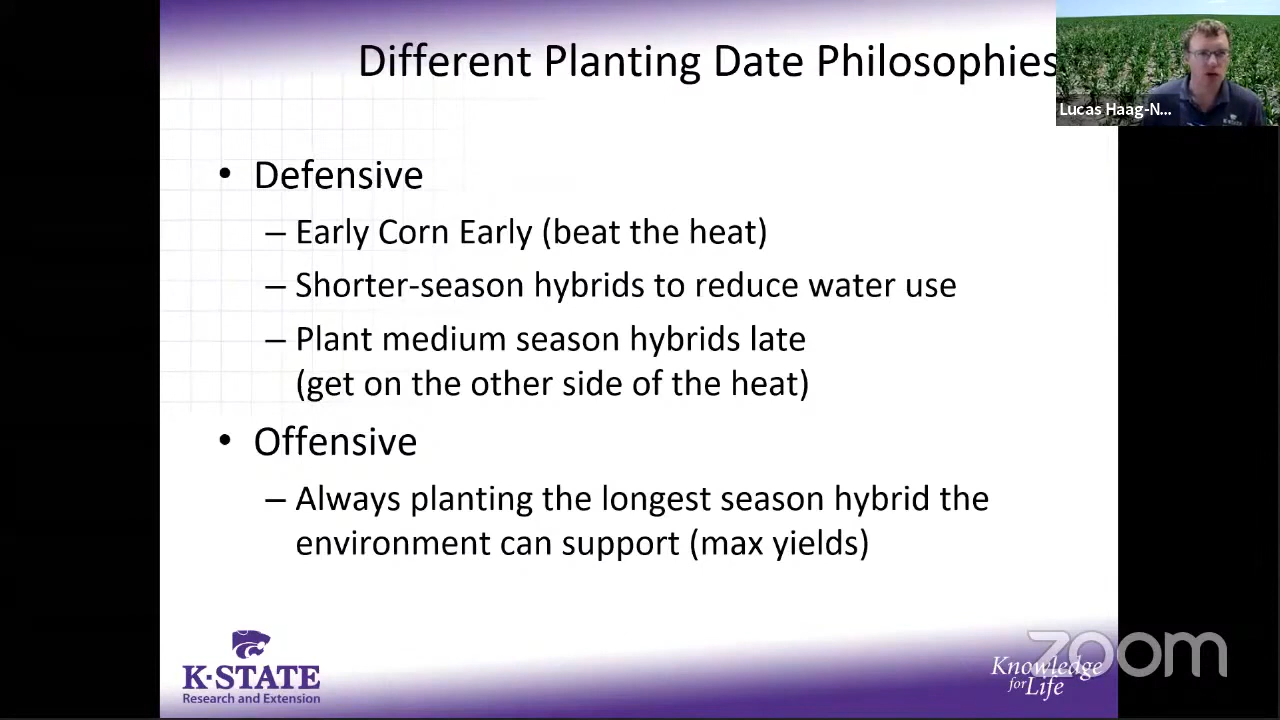 Different Planting Date Philosophies
Lucas Haag-N...
• Defensive
– Early Corn Early (beat the heat)
– Shorter-season hybrids to reduce water use
– Plant medium season hybrids late
(get on the other side of the heat)
• Offensive
– Always planting the longest season hybrid the
environment can support (max yields)
K-STATE
Research and Extension
Knowledge
for Life
zoom